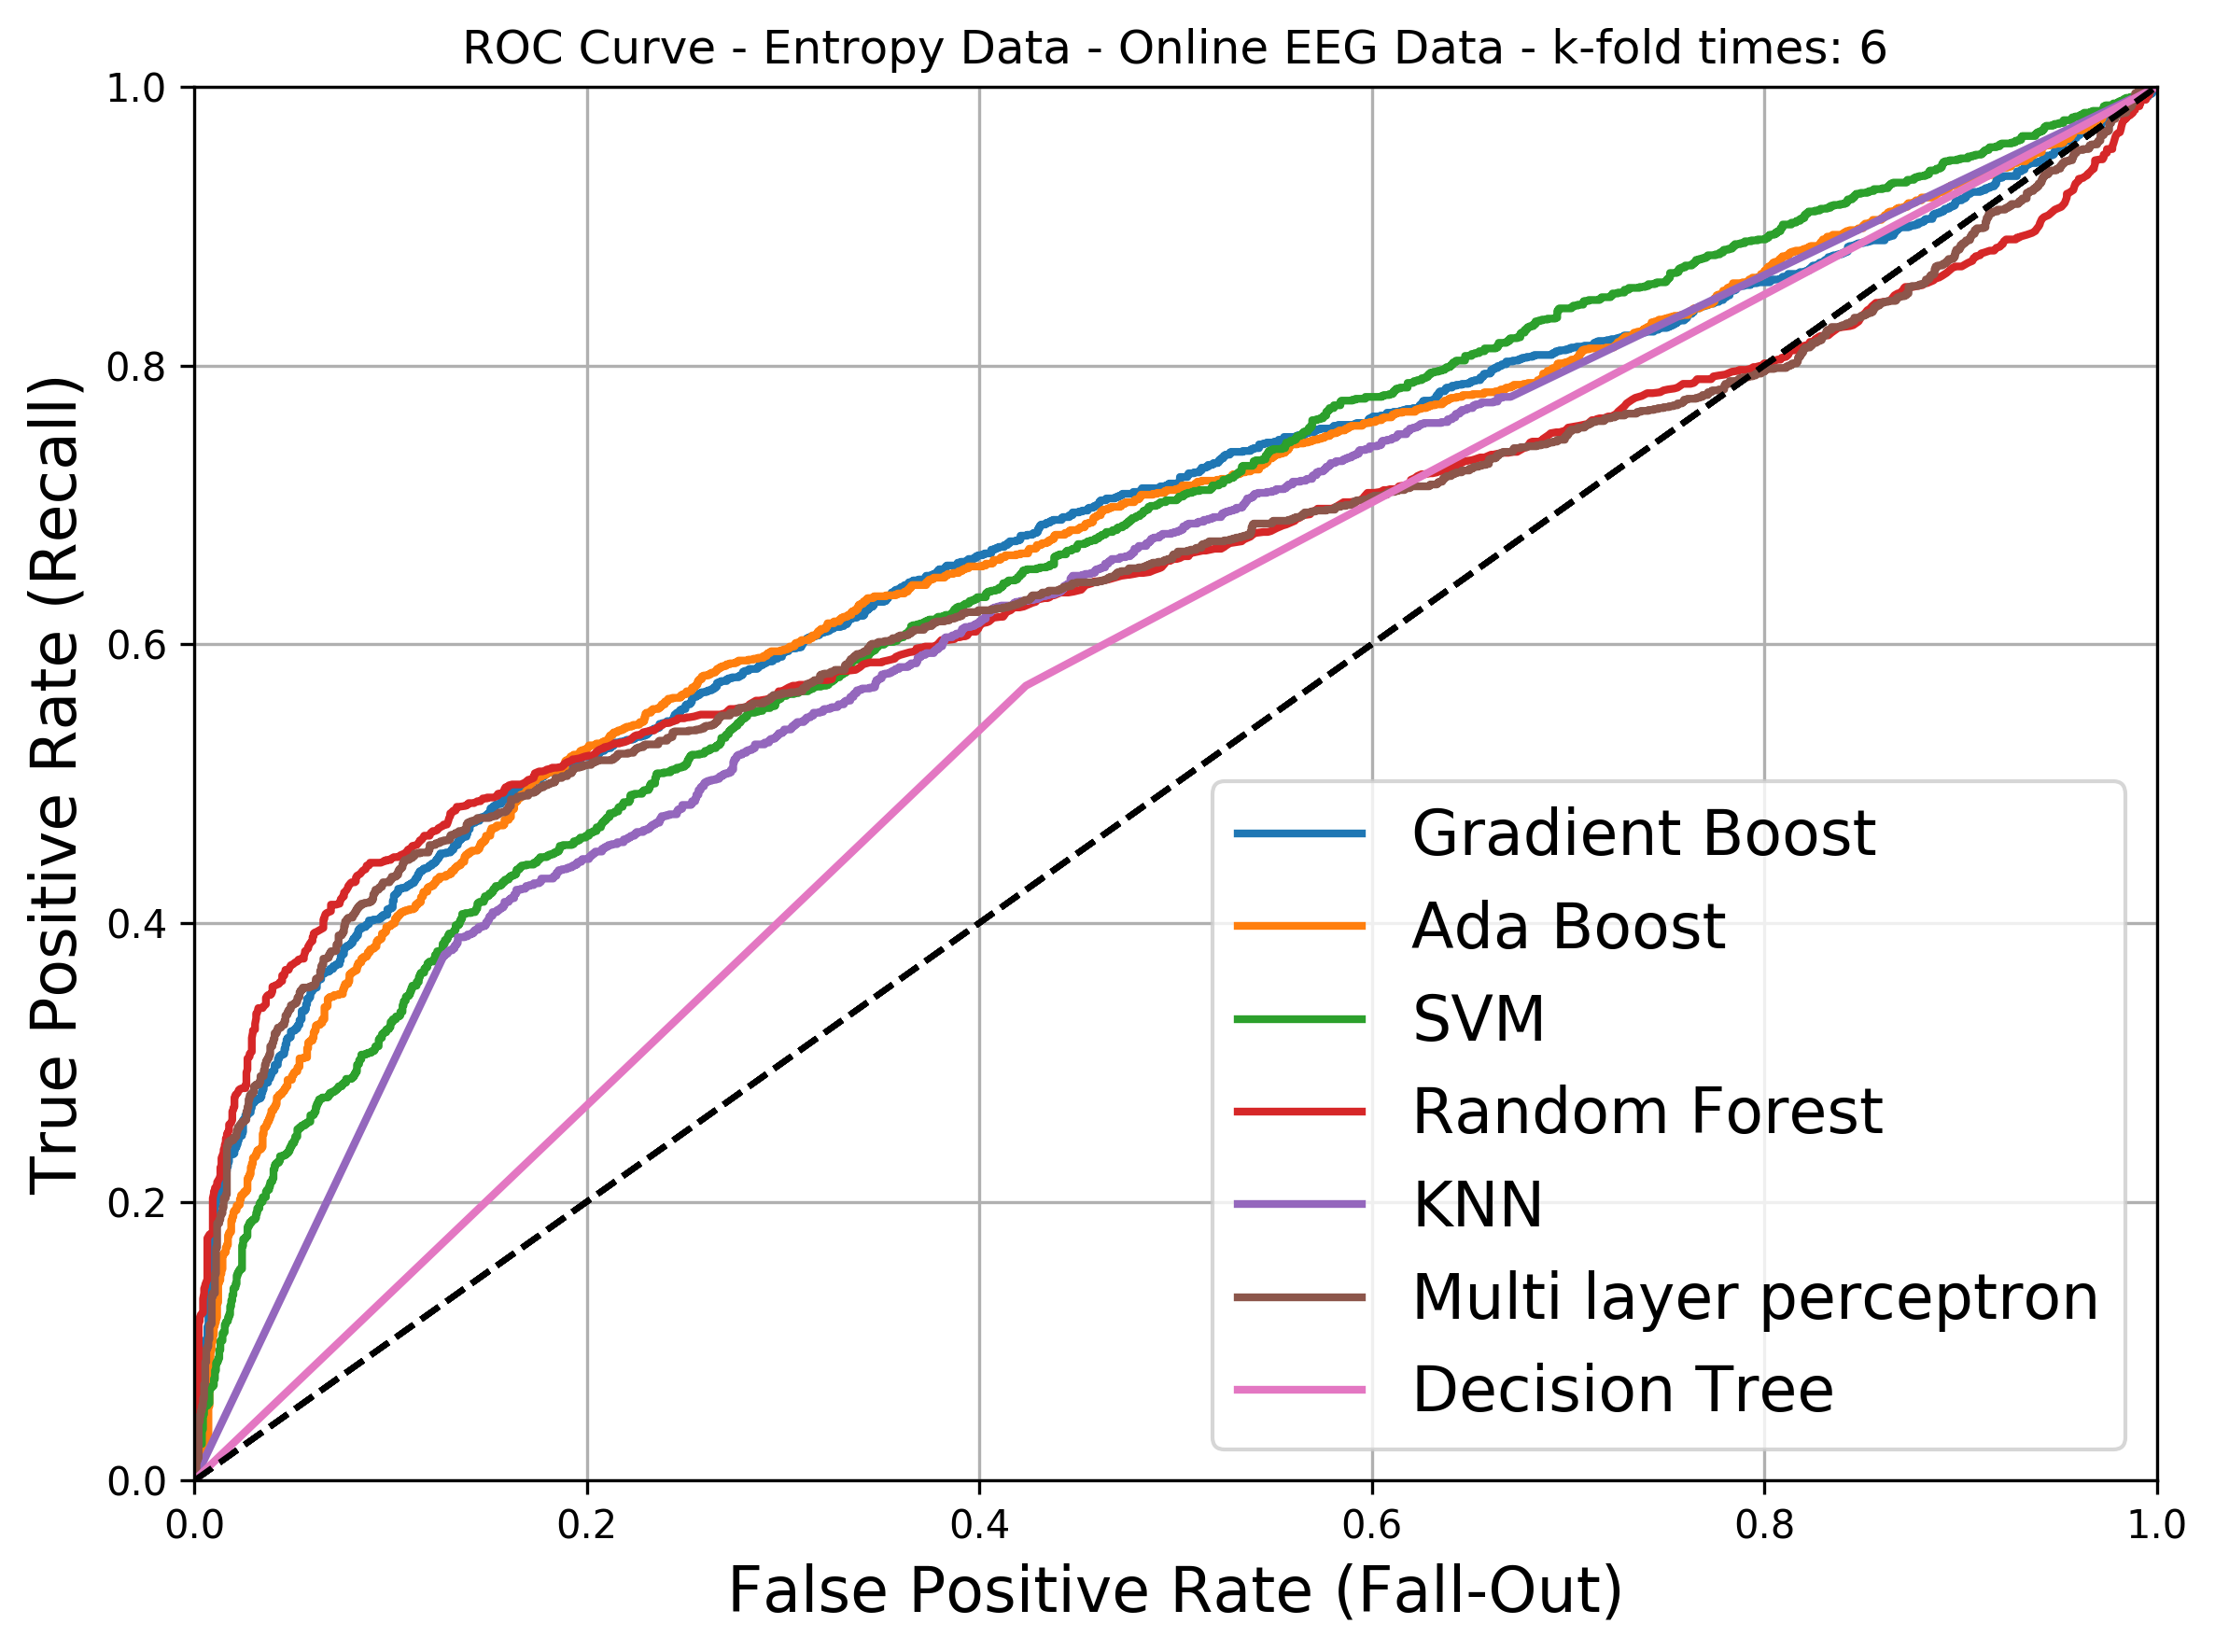 ROC Curve - Entropy Data - Online EEG Data - k-fold times: 6
1.0
0.8
0.6
0.4
0.2
0.0
True Positive Rate (Recall)
Gradient Boost
Ada Boost
SVM
Random Forest
KNN
Multi layer perceptron
Decision Tree
0.0 0.2 0.4 0.6 0.8 1.0
False Positive Rate (Fall-Out)